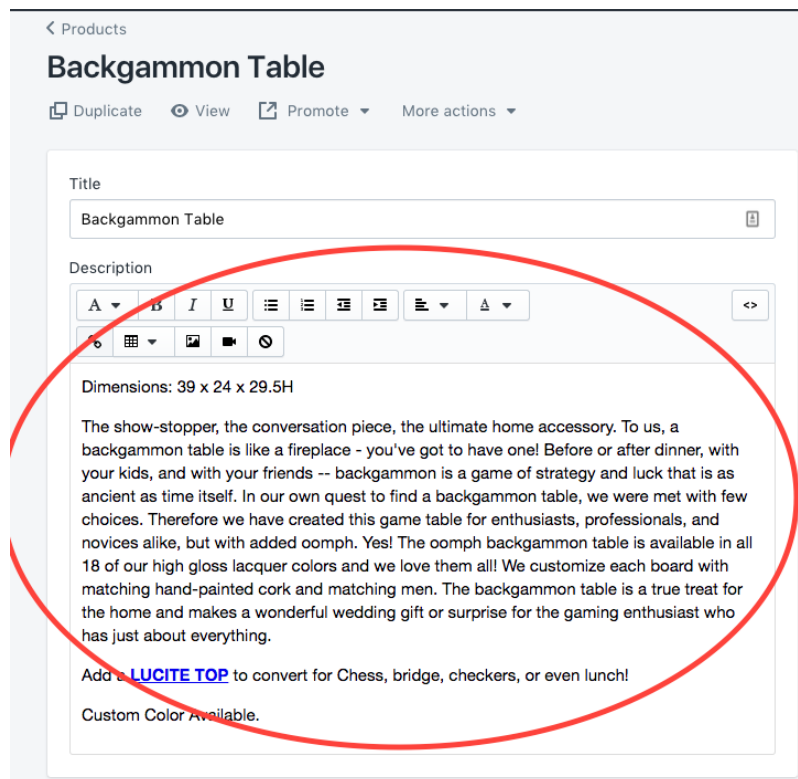 Products
Backgammon Table
Duplicate View Promote More actions
Title
Backgammon Table
Description
A B I U A <>
Dimensions: 39 x 24 x 29.5H
The show-stopper, the conversation piece, the ultimate home accessory. To us, a
backgammon table is like a fireplace - you've got to have one! Before or after dinner, with
your kids, and with your friends -- backgammon is a game of strategy and luck that is as
ancient as time itself. In our own quest to find a backgammon table, we were met with few
choices. Therefore we have created this game table for enthusiasts, professionals, and
novices alike, but with added oomph. Yes! The oomph backgammon table is available in all
18 of our high gloss lacquer colors and we love them all! We customize each board with
matching hand-painted cork and matching men. The backgammon table is a true treat for
the home and makes a wonderful wedding gift or surprise for the gaming enthusiast who
has just about everything.
Add a LUCITE TOP to convert for Chess, bridge, checkers, or even lunch!
Custom Color Available.